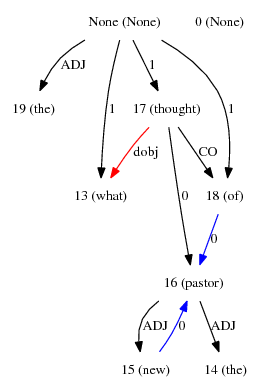 None (None) 0 (None)
ADJ 1
19 (the) 1 17 (thought) 1
dobj CO
13 (what) 0 18 (of)
0
16 (pastor)
ADJ 0 ADJ
15 (new) 14 (the)